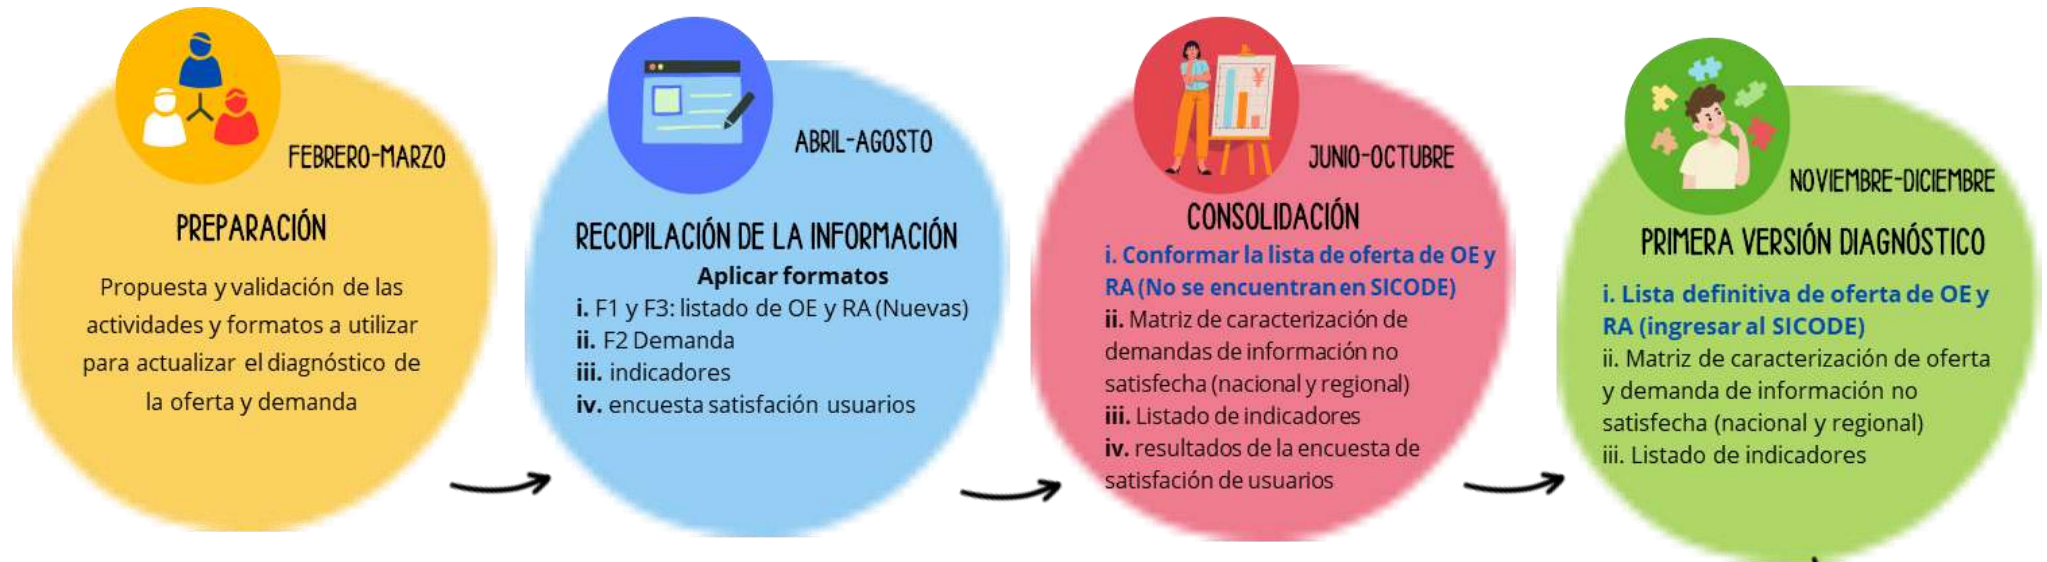 FEBRERO-MARZO
PREPARACIÓN
Propuesta y validación de las
actividades y formatos a utilizar
para actualizar el diagnóstico de
la oferta y demanda
ABRIL-AGOSTO
RECOPILACIÓN DE LA INFORMACIÓN
Aplicar formatos
i. F1 y F3: listado de OE y RA (Nuevas)
ii. F2 Demanda
iii. indicadores
iv. encuesta satisfacción usuarios
JUNIO-OCTUBRE
CONSOLIDACIÓN
i. Conformar la lista de oferta de OE y
RA (No se encuentran en SICODE)
ii. Matriz de caracterización de
demandas de información no
satisfecha (nacional y regional)
iii. Listado de indicadores
iv. resultados de la encuesta de
satisfación de usuarios
NOVIEMBRE-DICIEMBRE
PRIMERA VERSIÓN DIAGNÓSTICO
i. Lista definitiva de oferta de OE y
RA (ingresar al SICODE)
ii. Matriz de caracterización de oferta
y demanda de información no
satisfecha (nacional y regional)
iii. Listado de indicadores